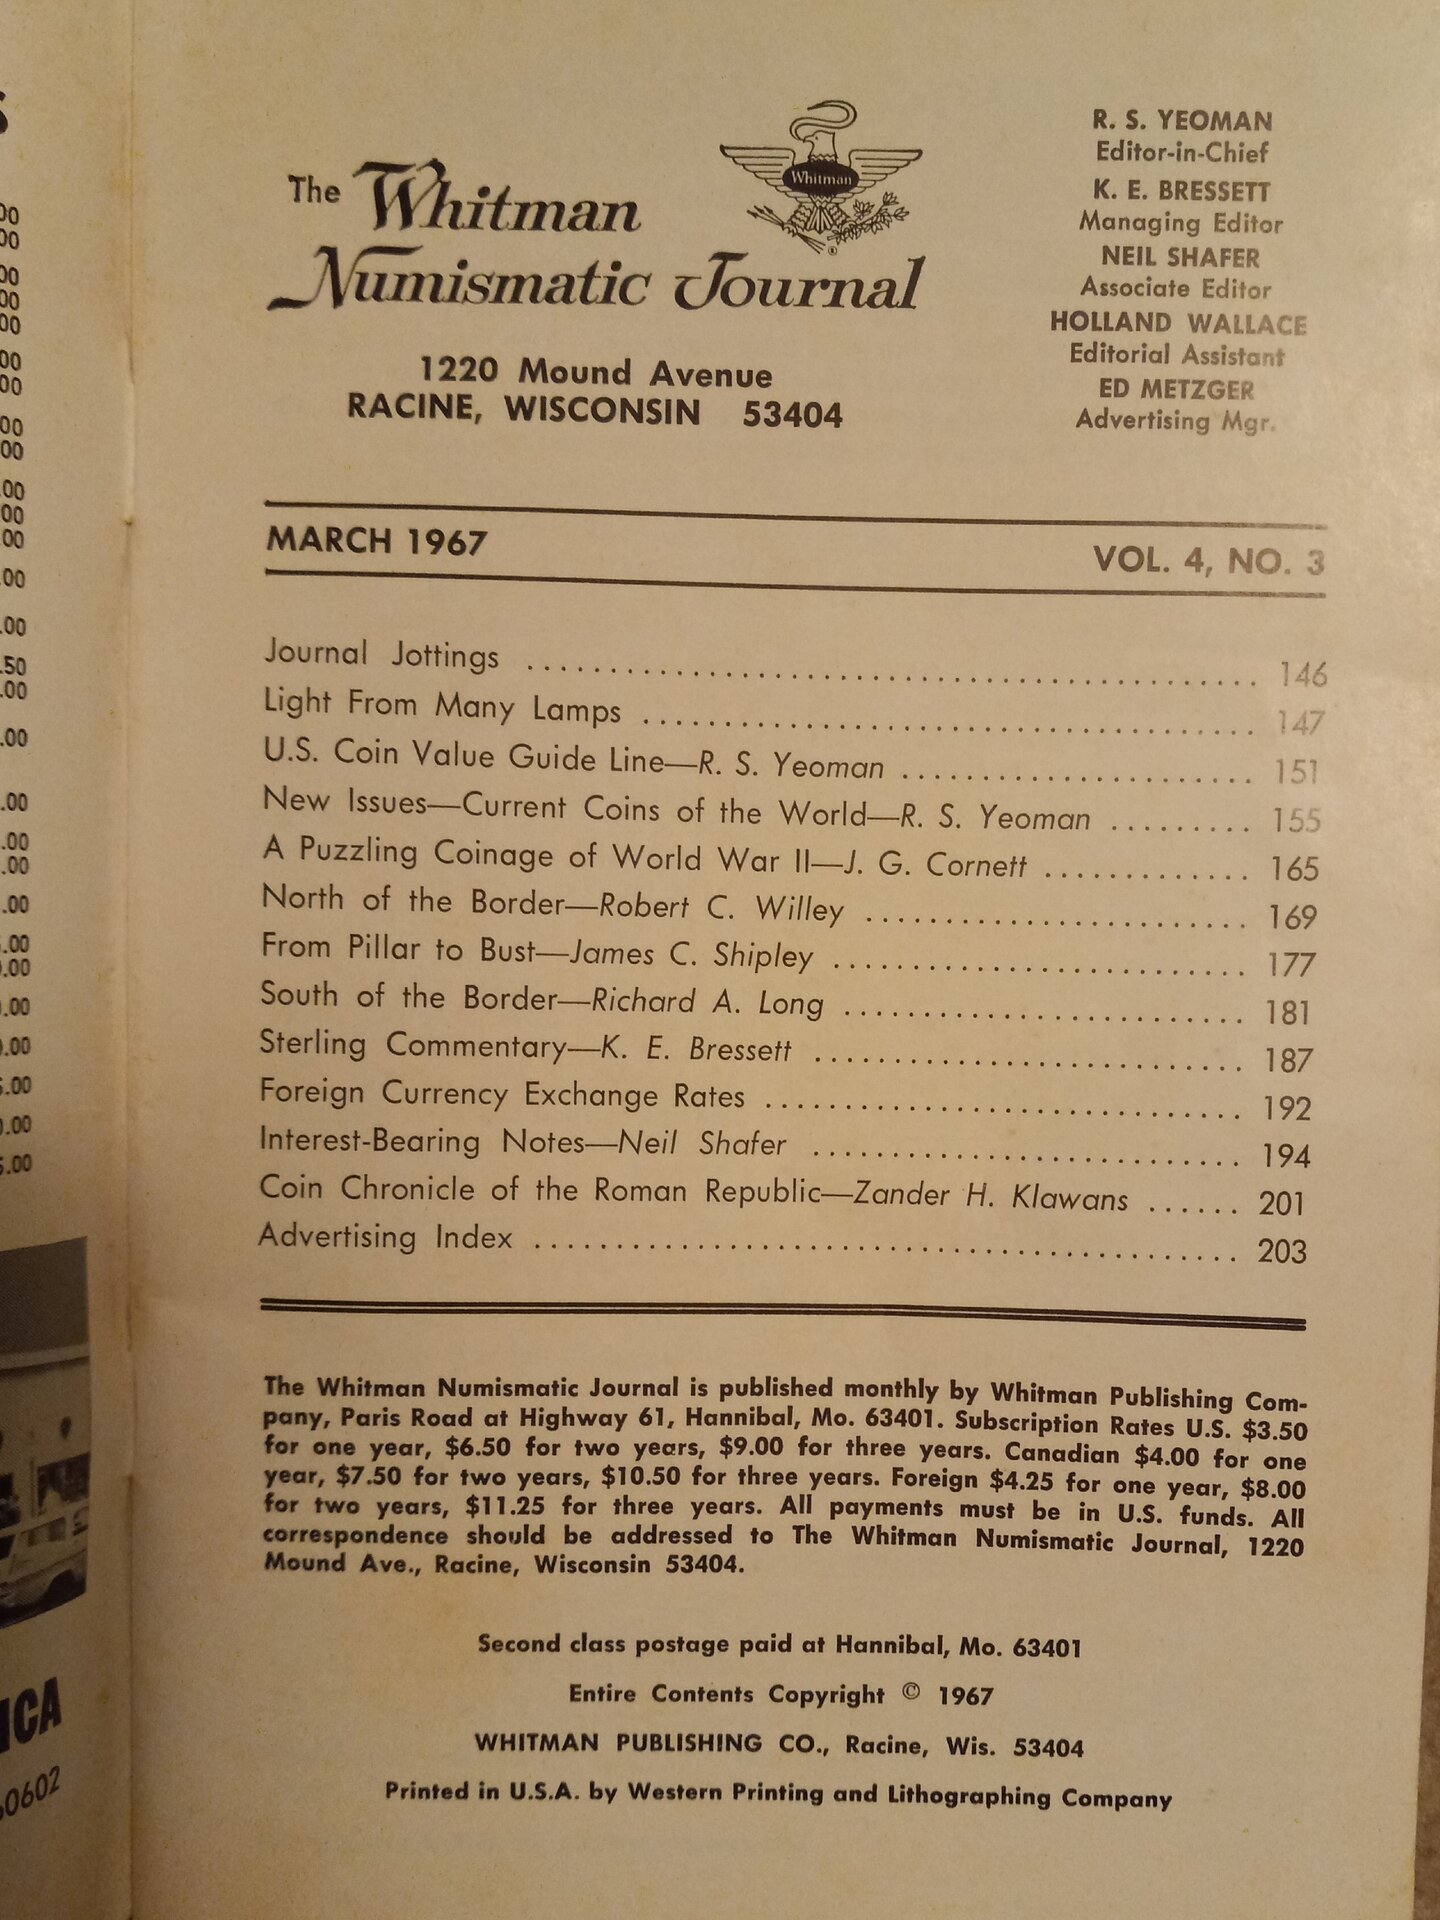 The Whitman
Numismatic Journal
Whitman
®
1220 Mound Avenue
RACINE, WISCONSIN 53404
R. S. YEOMAN
Editor-in-Chief
K. E. BRESSETT
Managing Editor
NEIL SHAFER
Associate Editor
HOLLAND WALLACE
Editorial Assistant
ED METZGER
Advertising Mgr.
MARCH 1967 VOL. 4, NO. 3
Journal Jottings 146
Light From Many Lamps 147
U.S. Coin Value Guide Line—R. S. Yeoman 151
New Issues—Current Coins of the World—R. S. Yeoman 155
A Puzzling Coinage of World War II—J. G. Cornett 165
North of the Border—Robert C. Willey 169
From Pillar to Bust—James C. Shipley 177
South of the Border—Richard A. Long 181
Sterling Commentary—K. E. Bressett 187
Foreign Currency Exchange Rates 192
Interest-Bearing Notes—Neil Shafer 194
Coin Chronicle of the Roman Republic—Zander H. Klawans 201
Advertising Index 203
The Whitman Numismatic Journal is published monthly by Whitman Publishing Com-
pany, Paris Road at Highway 61, Hannibal, Mo. 63401. Subscription Rates U.S. $3.50
for one year, $6.50 for two years, $9.00 for three years. Canadian $4.00 for one
year, $7.50 for two years, $10.50 for three years. Foreign $4.25 for one year, $8.00
for two years, $11.25 for three years. All payments must be in U.S. funds. All
correspondence should be addressed to The Whitman Numismatic Journal, 1220
Mound Ave., Racine, Wisconsin 53404.
Second class postage paid at Hannibal, Mo. 63401
Entire Contents Copyright © 1967
WHITMAN PUBLISHING CO., Racine, Wis. 53404
Printed in U.S.A. by Western Printing and Lithographing Company